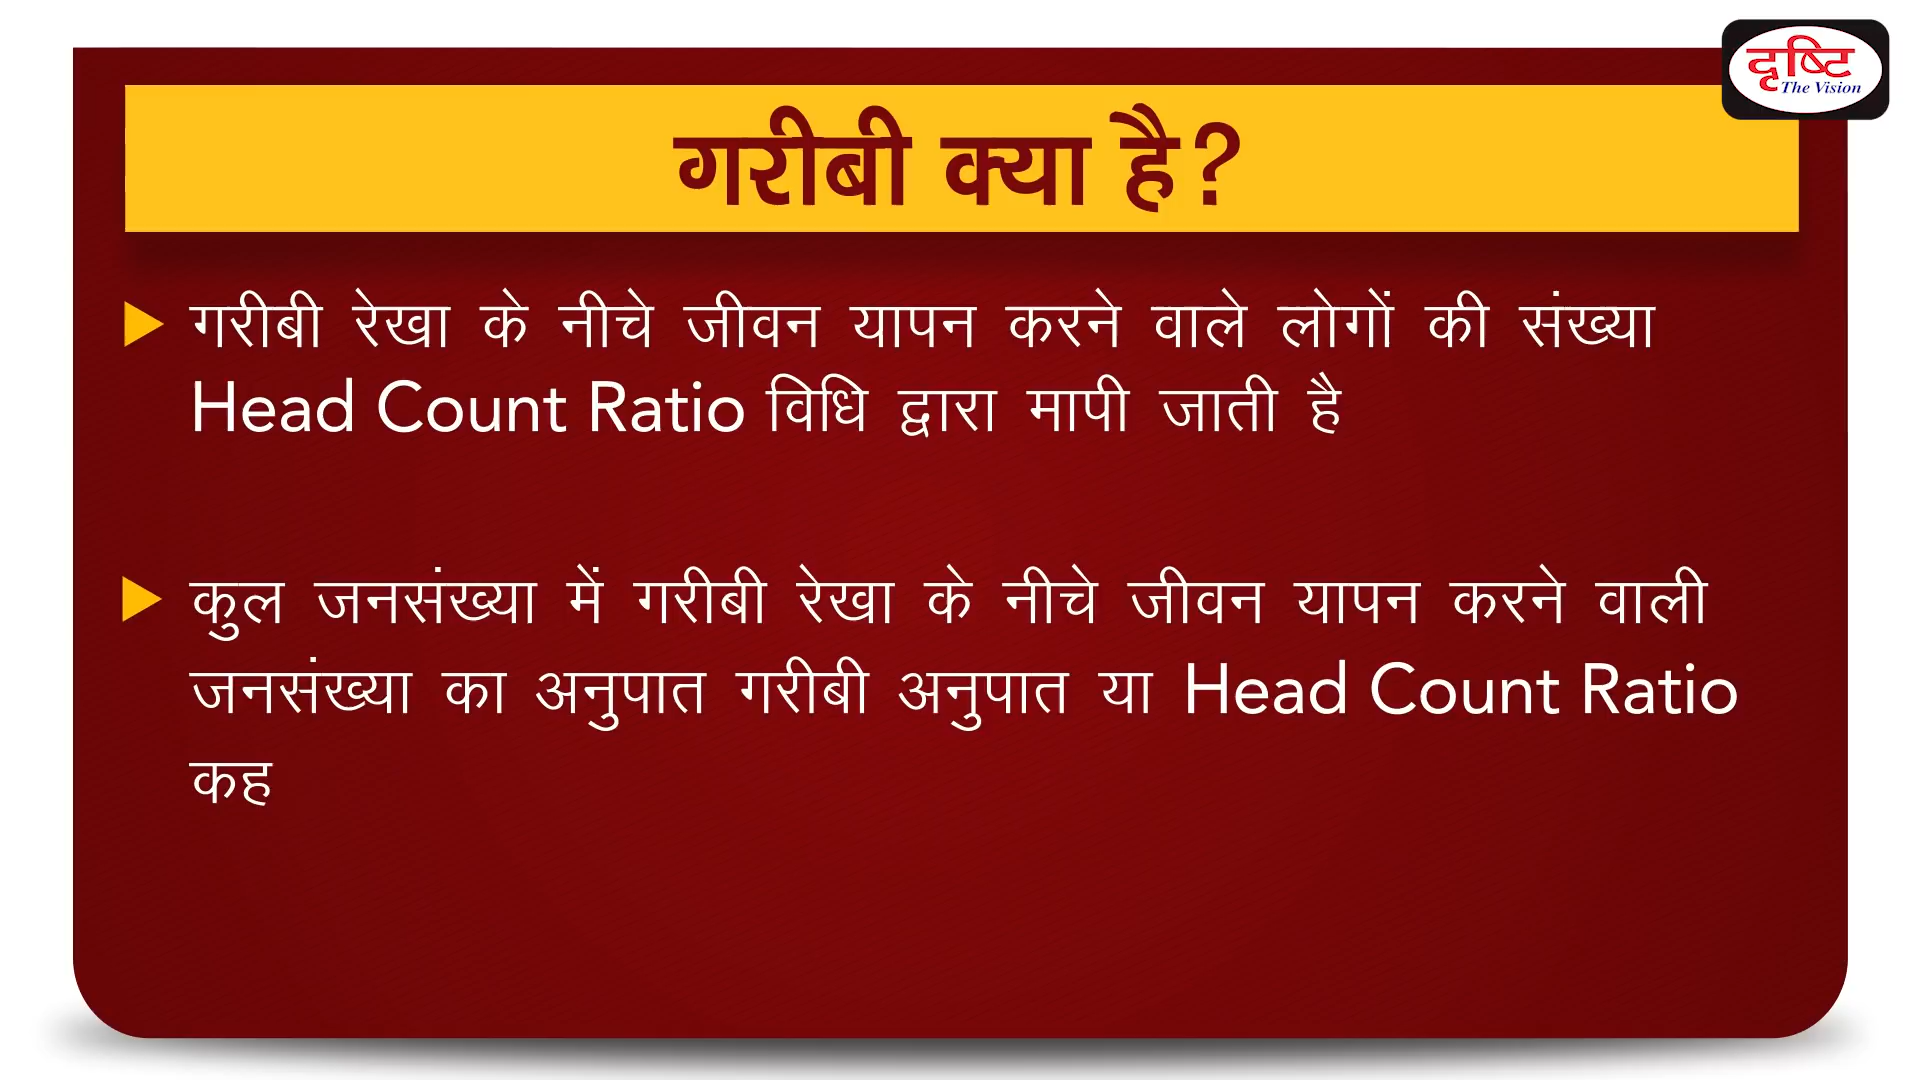 दृष्टि
The Vision
गरीबी क्या है?
गरीबी रेखा के नीचे जीवन यापन करने वाले लोगों की संख्या
Head Count Ratio विधि द्वारा मापी जाती है
कुल जनसंख्या में गरीबी रेखा के नीचे जीवन यापन करने वाली
जनसंख्या का अनुपात गरीबी अनुपात या Head Count Ratio
कह